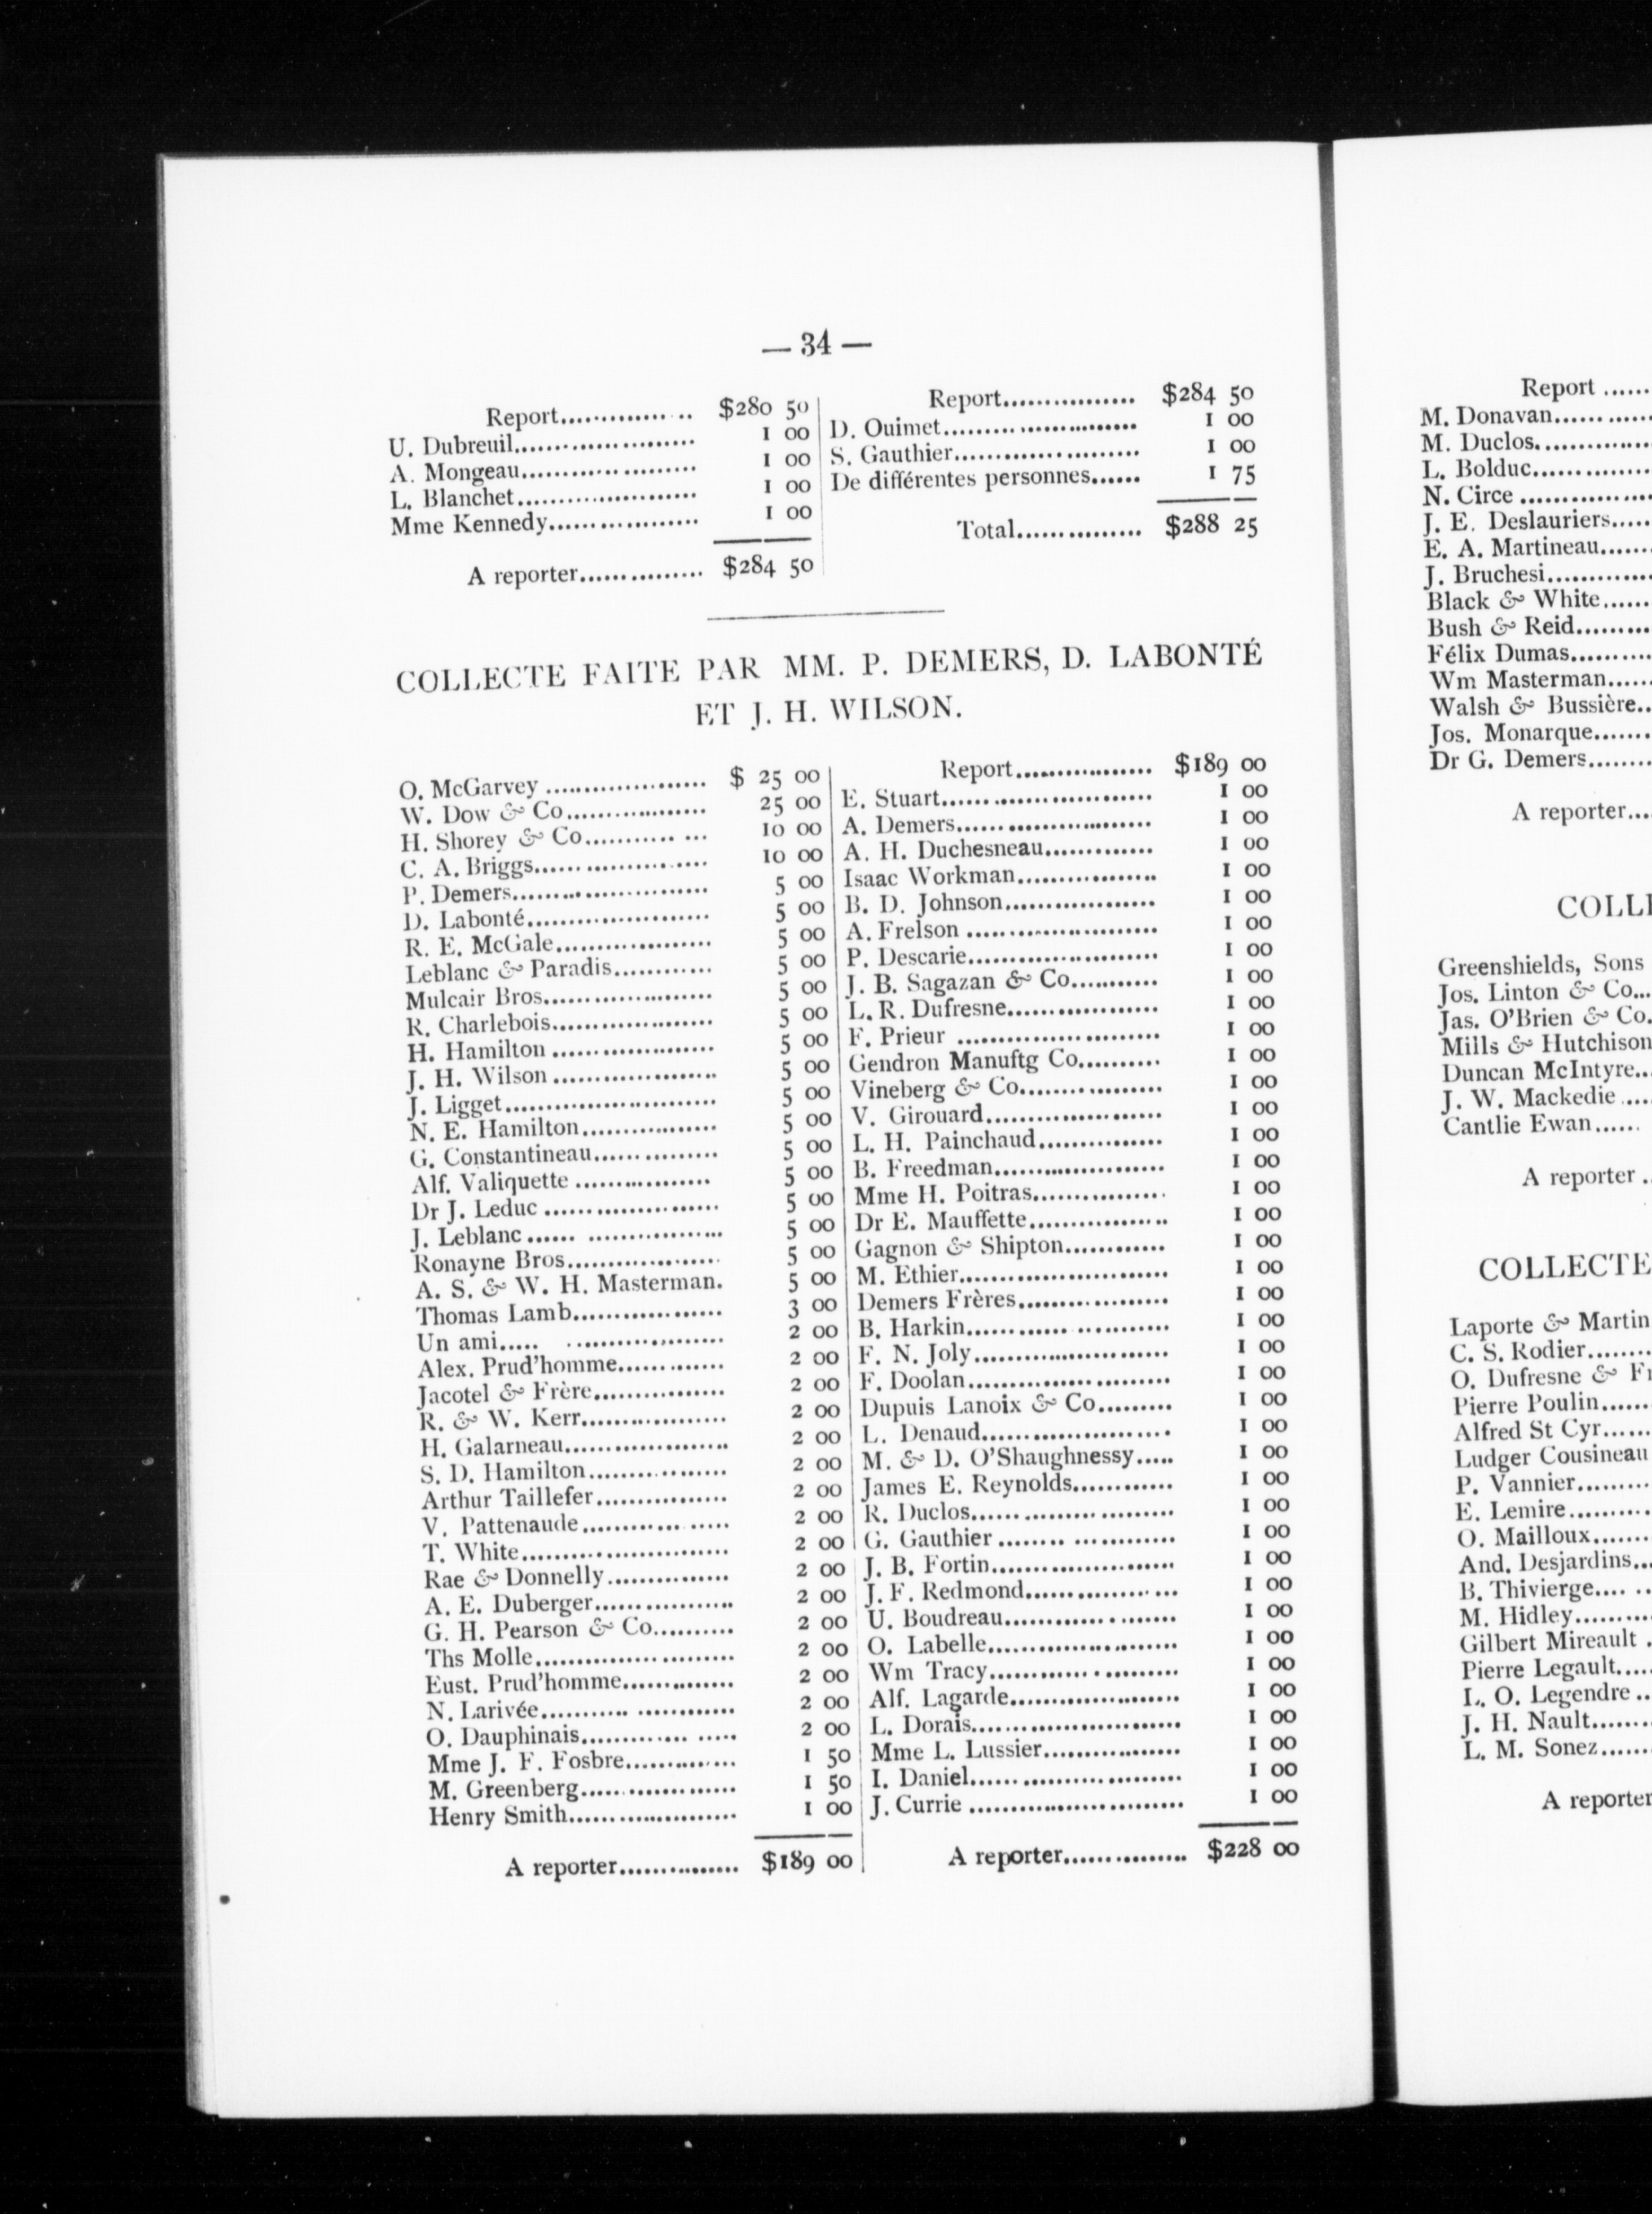 — 34 —
Report................ $280 50
U. Dubreuil........................ 1 00
A. Mongeau........................ 1 00
L. Blanchet........................ 1 00
Mme Kennedy.................. 1 00
A reporter................ $284 50
Report................ $284 50
D. Ouimet........................ 1 00
S. Gauthier........................ 1 00
De différentes personnes...... 1 75
Total................ $288 25
COLLECTE FAITE PAR MM. P. DEMERS, D. LABONTÉ
ET J. H. WILSON.
O. McGarvey ..................... $ 25 00
W. Dow & Co.................. 25 00
H. Shorey & Co........... ... 10 00
C. A. Briggs....................... 10 00
P. Demers.......................... 5 00
D. Labonté........................ 5 00
R. E. McGale.................... 5 00
Leblanc & Paradis............. 5 00
Mulcair Bros...................... 5 00
R. Charlebois..................... 5 00
H. Hamilton ..................... 5 00
J. H. Wilson ..................... 5 00
J. Ligget............................ 5 00
N. E. Hamilton.................. 5 00
G. Constantineau................ 5 00
Alf. Valiquette .................. 5 00
Dr J. Leduc ....................... 5 00
J. Leblanc ...... .................. 5 00
Ronayne Bros.................... 5 00
A. S. & W. H. Masterman. 5 00
Thomas Lamb................... 3 00
Un ami..... ..................... 2 00
Alex. Prud'homme.............. 2 00
Jacotel & Frère................. 2 00
R. & W. Kerr................... 2 00
H. Galarneau..................... 2 00
S. D. Hamilton.................. 2 00
Arthur Taillefer................. 2 00
V. Pattenaude............. ..... 2 00
T. White........................... 2 00
Rae & Donnelly................ 2 00
A. E. Duberger.................. 2 00
G. H. Pearson & Co.......... 2 00
Ths Molle.......................... 2 00
Eust. Prud'homme.............. 2 00
N. Larivée........... ............ 2 00
O. Dauphinais............. ..... 2 00
Mme J. F. Fosbre............... 1 50
M. Greenberg.................... 1 50
Henry Smith...................... 1 00
A reporter................ $189 00
Report.................. $189 00
E. Stuart........................... 1 00
A. Demers......................... 1 00
A. H. Duchesneau............. 1 00
Isaac Workman................. 1 00
B. D. Johnson................... 1 00
A. Frelson ........................ 1 00
P. Descarie........................ 1 00
J. B. Sagazan & Co........... 1 00
L. R. Dufresne................... 1 00
F. Prieur .......................... 1 00
Gendron Manuftg Co.......... 1 00
Vineberg & Co.................. 1 00
V. Girouard....................... 1 00
L. H. Painchaud................ 1 00
B. Freedman...................... 1 00
Mme H. Poitras................. 1 00
Dr E. Mauffette................. 1 00
Gagnon & Shipton............. 1 00
M. Ethier........................... 1 00
Demers Frères.................... 1 00
B. Harkin........................... 1 00
F. N. Joly.......................... 1 00
F. Doolan.......................... 1 00
Dupuis Lanoix & Co......... 1 00
L. Denaud......................... 1 00
M. & D. O'Shaughnessy..... 1 00
James E. Reynolds............. 1 00
R. Duclos.......................... 1 00
G. Gauthier ........ ............. 1 00
J. B. Fortin........................ 1 00
J. F. Redmond................... 1 00
U. Boudreau...................... 1 00
O. Labelle......................... 1 00
Wm Tracy......................... 1 00
Alf. Lagarde...................... 1 00
L. Dorais........................... 1 00
Mme L. Lussier.................. 1 00
I. Daniel............................ 1 00
J. Currie ........................... 1 00
A reporter................ $228 00
Report ......
M. Donavan............
M. Duclos..............
L. Bolduc..............
N. Circe ...............
J. E. Deslauriers.....
E. A. Martineau......
J. Bruchesi.............
Black & White......
Bush & Reid.........
Félix Dumas..........
Wm Masterman......
Walsh & Bussière..
Jos. Monarque.......
Dr G. Demers........
A reporter...
Greenshields, Sons
Jos. Linton & Co...
Jas. O'Brien & Co.
Mills & Hutchison
Duncan McIntyre...
J. W. Mackedie ....
Cantlie Ewan......
A reporter ..
COLLECTE
Laporte & Martin
C. S. Rodier........
O. Dufresne &
Pierre Poulin......
Alfred St Cyr......
Ludger Cousineau
P. Vannier.........
E. Lemire..........
O. Mailloux.......
And. Desjardins...
B. Thivierge.... ..
M. Hidley.........
Gilbert Mireault .
Pierre Legault....
L. O. Legendre ..
J. H. Nault.......
L. M. Sonez......
A reporter